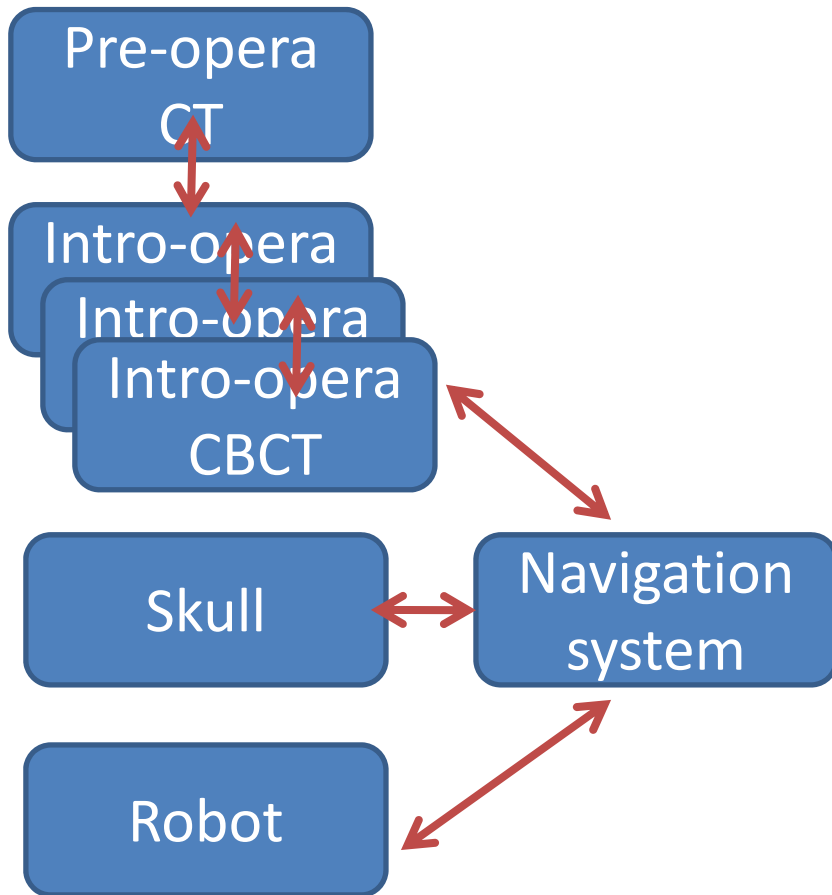 Pre-opera
CT
Intro-opera
Intro-opera
Intro-opera
CBCT
Skull
Navigation
system
Robot